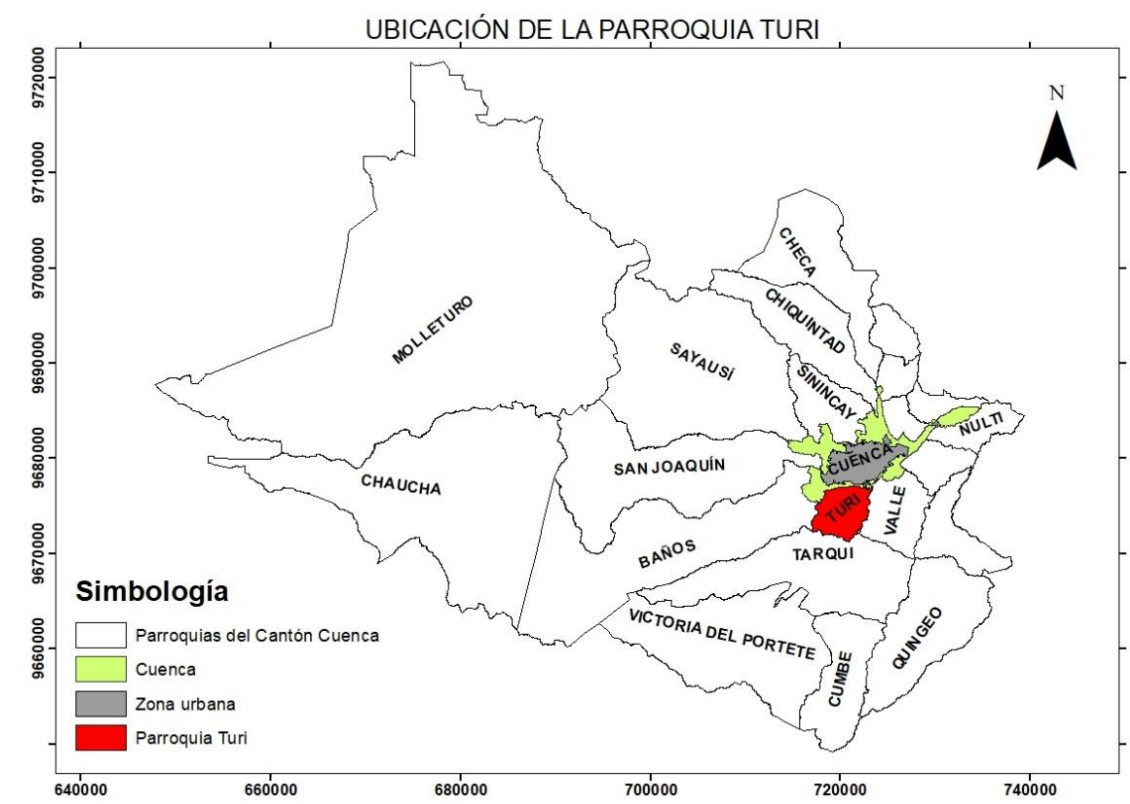 UBICACIÓN DE LA PARROQUIA TURI
9720000
9710000
9700000
9690000
9680000
9670000
9660000
N
CHECA
CHIQUINTAD
MOLLETURO
SAYAUSÍ
SININCAY
NULTI
CUENCA
SAN JOAQUÍN
CHAUCHA
TURI
VALLE
BAÑOS
TARQUI
VICTORIA DEL PORTETE
QUINGEO
CUMBE
Simbología
Parroquias del Cantón Cuenca
Cuenca
Zona urbana
Parroquia Turi
640000 660000 680000 700000 720000 740000